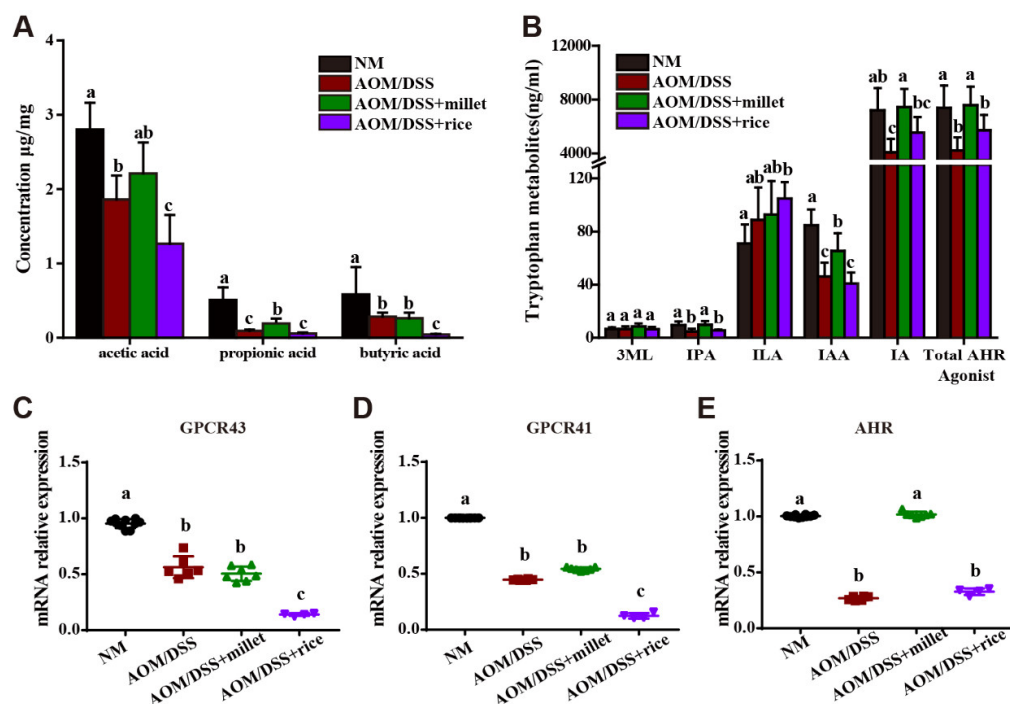 A
B
4
3
2
1
0
Concentration µg/mg
NM
AOM/DSS
AOM/DSS+millet
AOM/DSS+rice
a
b
ab
c
a
c
b
c
a
b
b
c
acetic acid
propionic acid
butyric acid
12000
8000
4000
120
80
40
0
Tryptophan metabolites(ng/ml)
NM
AOM/DSS
AOM/DSS+millet
AOM/DSS+rice
a a a a
a b a b
a ab ab b
a c b c
ab c a bc
a b a b
3ML
IPA
ILA
IAA
IA
Total AHR
Agonist
C
D
E
GPCR43
mRNA relative expression
1.5
1.0
0.5
0.0
a
b
b
c
NM
AOM/DSS
AOM/DSS+millet
AOM/DSS+rice
GPCR41
mRNA relative expression
1.5
1.0
0.5
0.0
a
b
b
c
NM
AOM/DSS
AOM/DSS+millet
AOM/DSS+rice
AHR
mRNA relative expression
1.5
1.0
0.5
0.0
a
b
a
b
NM
AOM/DSS
AOM/DSS+millet
AOM/DSS+rice